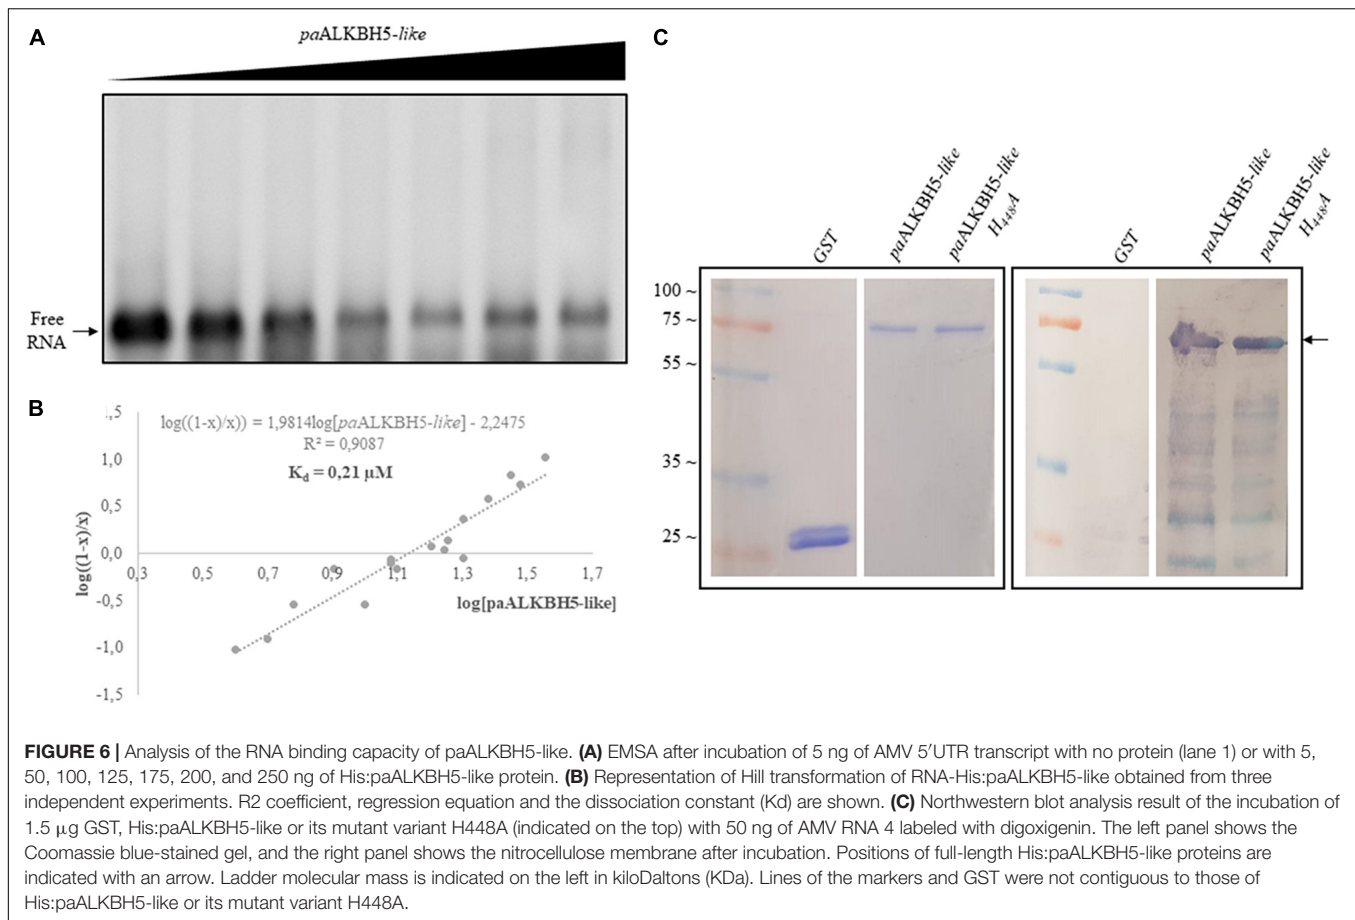 A
paALKBH5-like
Free
RNA
B
,5
1,0
0,5
0,0
-0,5
-1,0
-1,5
log((1-x)/x)
log((1-x)/x)) = 1,9814log[paALKBH5-like] - 2,2475
R² = 0,9087
Kd = 0,21 µM
0,3 0,5 0,7 0,9 1,1 1,3 1,5 1,7
log[paALKBH5-like]
C
GST
paALKBH5-like
paALKBH5-like
H448A
GST
paALKBH5-like
paALKBH5-like
H448A
100 ~
75 ~
55 ~
35 ~
25 ~
FIGURE 6 | Analysis of the RNA binding capacity of paALKBH5-like. (A) EMSA after incubation of 5 ng of AMV 5′UTR transcript with no protein (lane 1) or with 5,
50, 100, 125, 175, 200, and 250 ng of His:paALKBH5-like protein. (B) Representation of Hill transformation of RNA-His:paALKBH5-like obtained from three
independent experiments. R2 coefficient, regression equation and the dissociation constant (Kd) are shown. (C) Northwestern blot analysis result of the incubation of
1.5 µg GST, His:paALKBH5-like or its mutant variant H448A (indicated on the top) with 50 ng of AMV RNA 4 labeled with digoxigenin. The left panel shows the
Coomassie blue-stained gel, and the right panel shows the nitrocellulose membrane after incubation. Positions of full-length His:paALKBH5-like proteins are
indicated with an arrow. Ladder molecular mass is indicated on the left in kiloDaltons (KDa). Lines of the markers and GST were not contiguous to those of
His:paALKBH5-like or its mutant variant H448A.